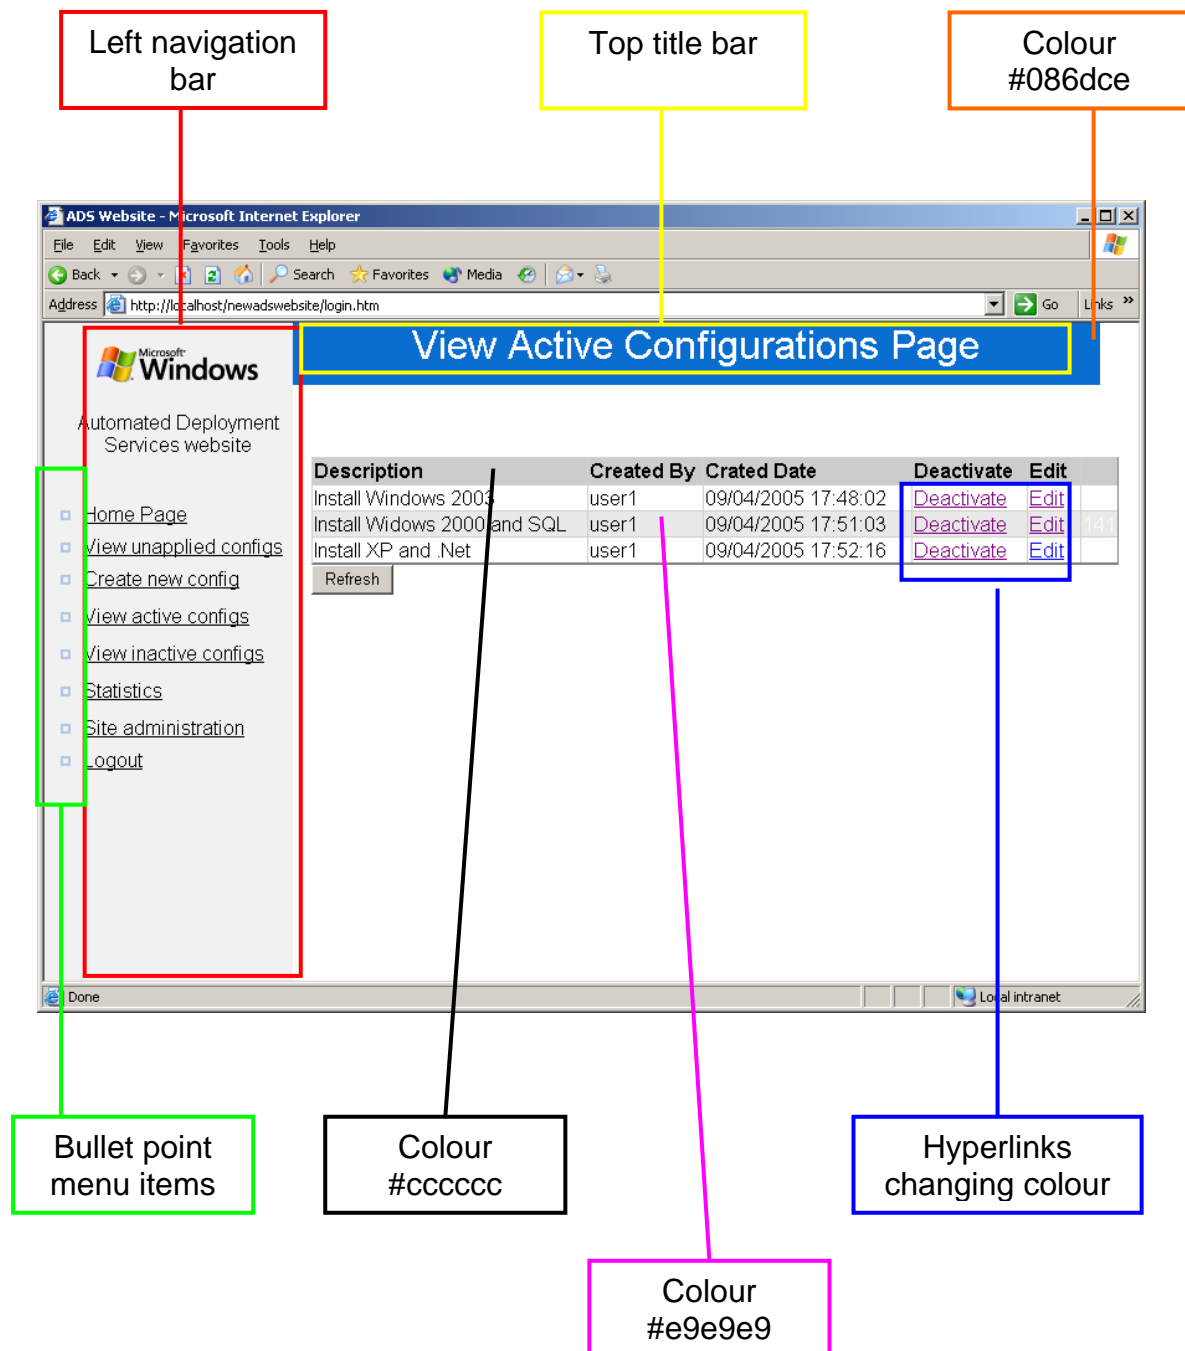 Left navigation
bar
Top title bar
Colour
#086dce
ADS Website - Microsoft Internet Explorer
File Edit View Favorites Tools Help
Back Search Favorites Media
Address http://localhost/newadswebsite/login.htm Go Links »
Microsoft
Windows
View Active Configurations Page
Automated Deployment
Services website
Description Created By Crated Date Deactivate Edit
Install Windows 2003 user1 09/04/2005 17:48:02 Deactivate Edit
Install Widows 2000 and SQL user1 09/04/2005 17:51:03 Deactivate Edit 141
Install XP and .Net user1 09/04/2005 17:52:16 Deactivate Edit
Refresh
Home Page
View unapplied configs
Create new config
View active configs
View inactive configs
Statistics
Site administration
Logout
Done Local intranet
Bullet point
menu items
Colour
#cccccc
Hyperlinks
changing colour
Colour
#e9e9e9